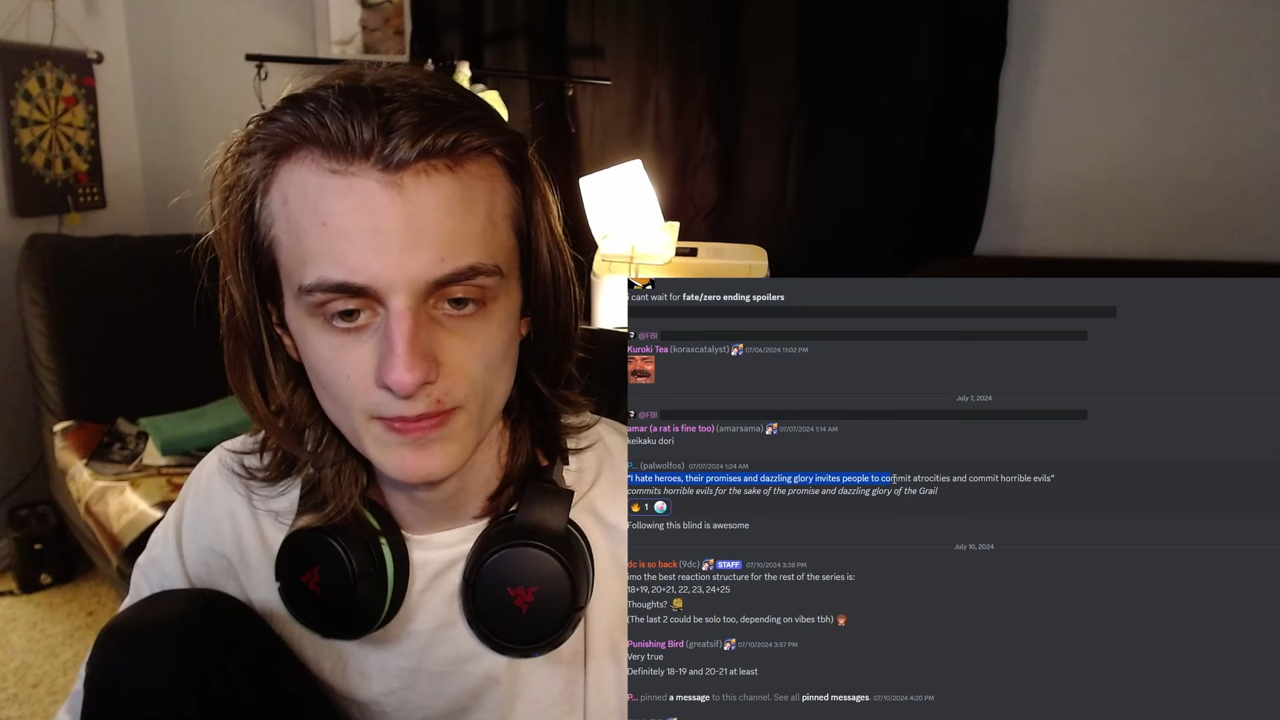 i cant wait for fate/zero ending spoilers
@FBI
Kuroki Tea (koraxcatalyst) 07/06/2024 11:02 PM
July 7, 2024
@FBI
amar (a rat is fine too) (amarsama) 07/07/2024 1:14 AM
keikaku dori
P... (palwolfos) 07/07/2024 1:24 AM
"I hate heroes, their promises and dazzling glory invites people to commit atrocities and commit horrible evils"
commits horrible evils for the sake of the promise and dazzling glory of the Grail
1
Following this blind is awesome
July 10, 2024
dc is so back (9dc) STAFF 07/10/2024 3:38 PM
imo the best reaction structure for the rest of the series is:
18+19, 20+21, 22, 23, 24+25
Thoughts?
(The last 2 could be solo too, depending on vibes tbh)
Punishing Bird (greatsif) 07/10/2024 3:57 PM
Very true
Definitely 18-19 and 20-21 at least
P... pinned a message to this channel. See all pinned messages. 07/10/2024 4:20 PM